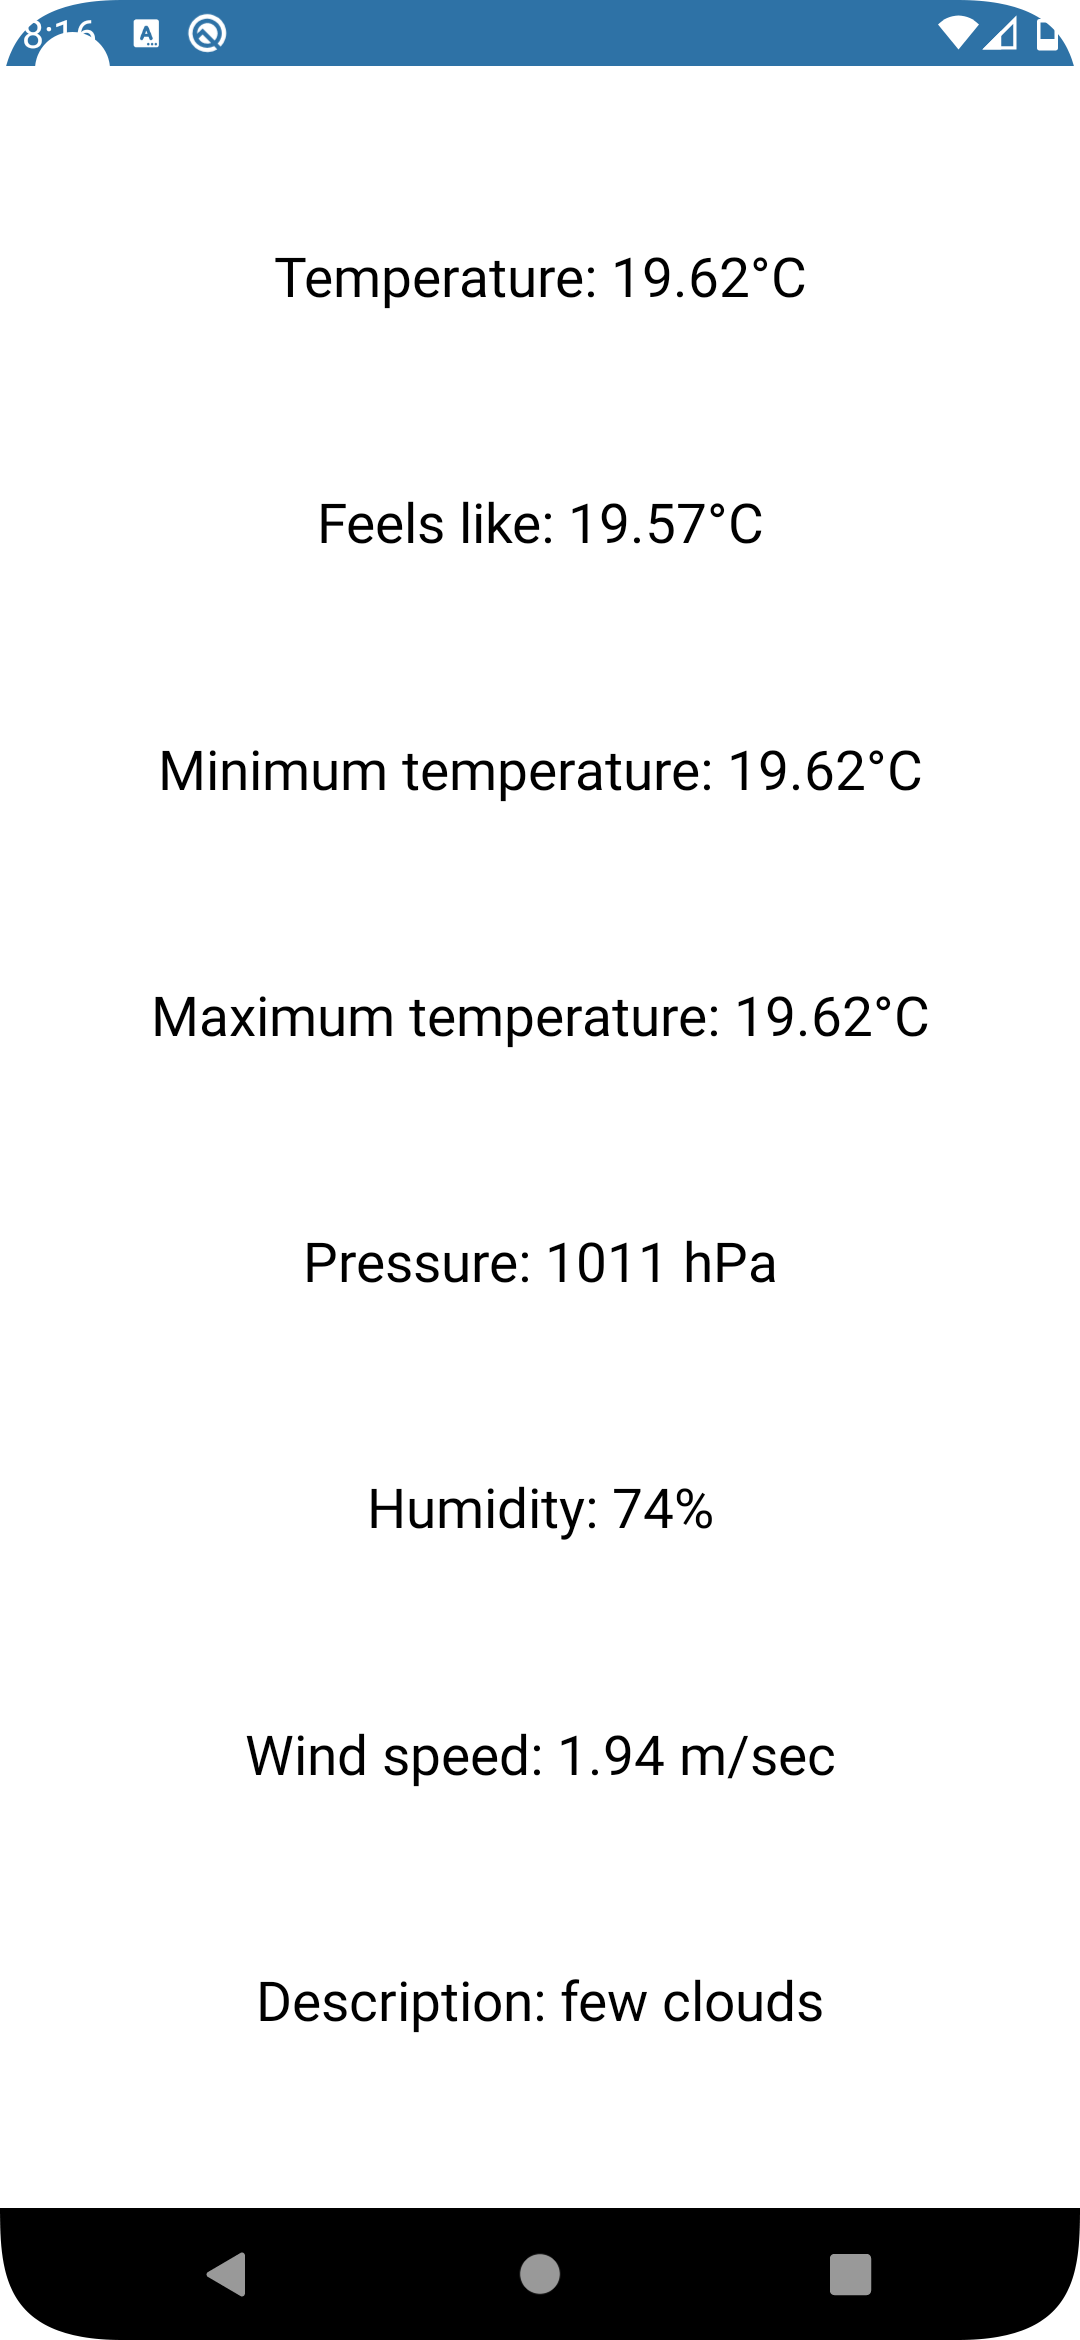 8:16
Temperature: 19.62°C
Feels like: 19.57°C
Minimum temperature: 19.62°C
Maximum temperature: 19.62°C
Pressure: 1011 hPa
Humidity: 74%
Wind speed: 1.94 m/sec
Description: few clouds